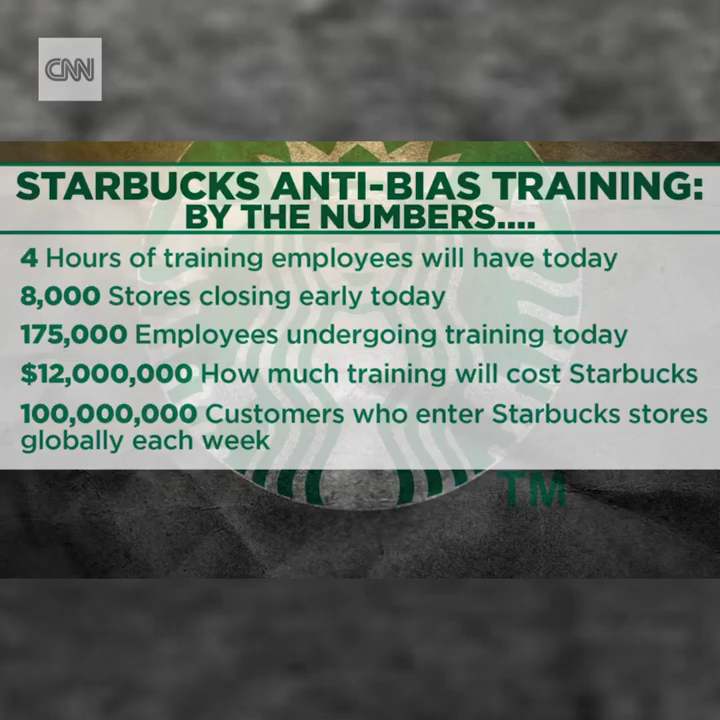 CNN
STARBUCKS ANTI-BIAS TRAINING:
BY THE NUMBERS....
4 Hours of training employees will have today
8,000 Stores closing early today
175,000 Employees undergoing training today
$12,000,000 How much training will cost Starbucks
100,000,000 Customers who enter Starbucks stores
globally each week
TM